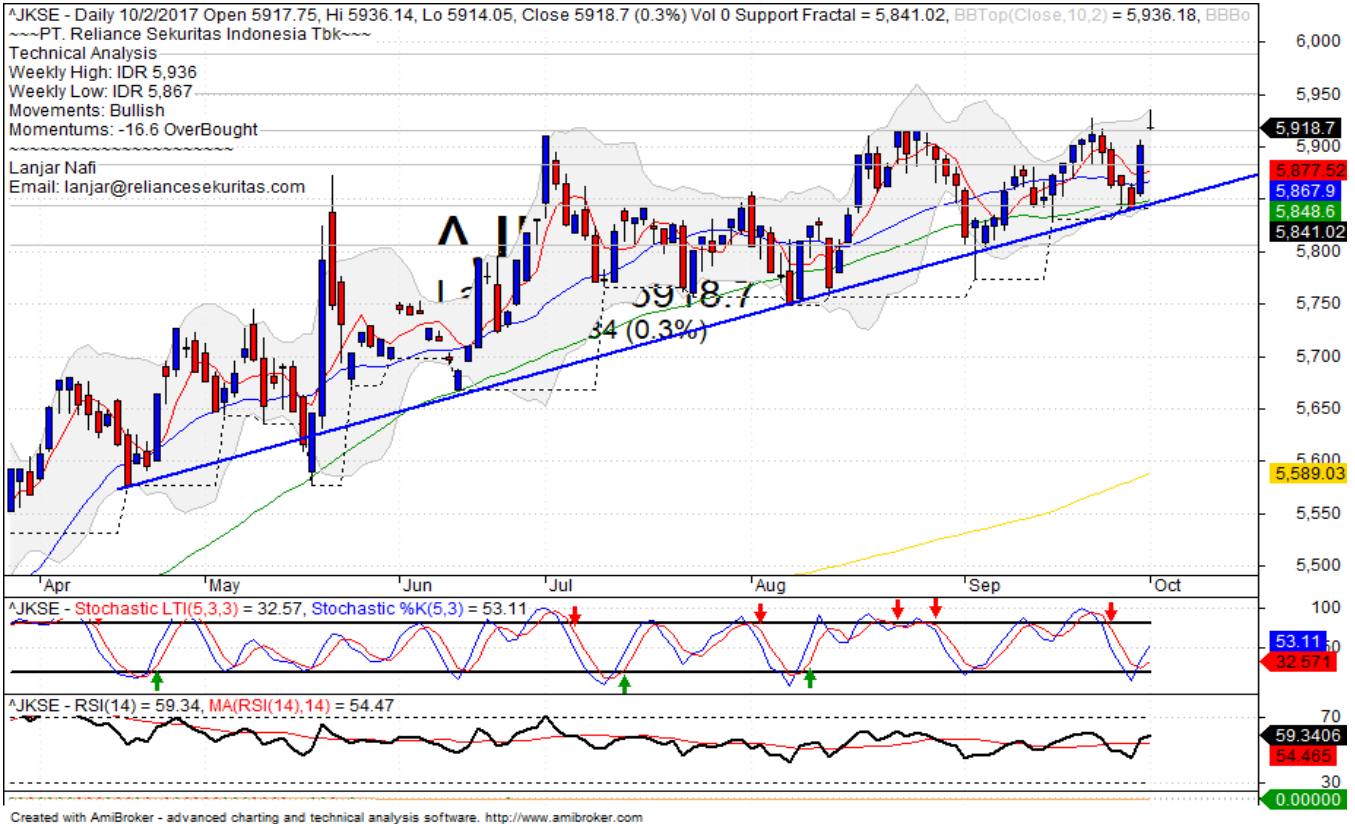 ^JKSE - Daily 10/2/2017 Open 5917.75, Hi 5936.14, Lo 5914.05, Close 5918.7 (0.3%) Vol 0 Support Fractal = 5,841.02, BBTop(Close,10,2) = 5,936.18, BBBo
~~~PT. Reliance Sekuritas Indonesia Tbk~~~
Technical Analysis
Weekly High: IDR 5,936
Weekly Low: IDR 5,867
Movements: Bullish
Momentums: -16.6 OverBought
~~~~~~~~~~~~~~~~~~~~~~
Lanjar Nafi
Email: lanjar@reliancesekuritas.com
5918.7
34 (0.3%)
6,000
5,950
5,918.7
5,900
5,877.52
5,867.9
5,848.6
5,841.02
5,800
5,750
5,700
5,650
5,600
5,589.03
5,550
5,500
Apr May Jun Jul Aug Sep Oct
^JKSE - Stochastic LTI(5,3,3) = 32.57, Stochastic %K(5,3) = 53.11
100
53.11
32.571
^JKSE - RSI(14) = 59.34, MA(RSI(14),14) = 54.47
70
59.3406
54.465
30
0.00000
Created with AmiBroker - advanced charting and technical analysis software. http://www.amibroker.com